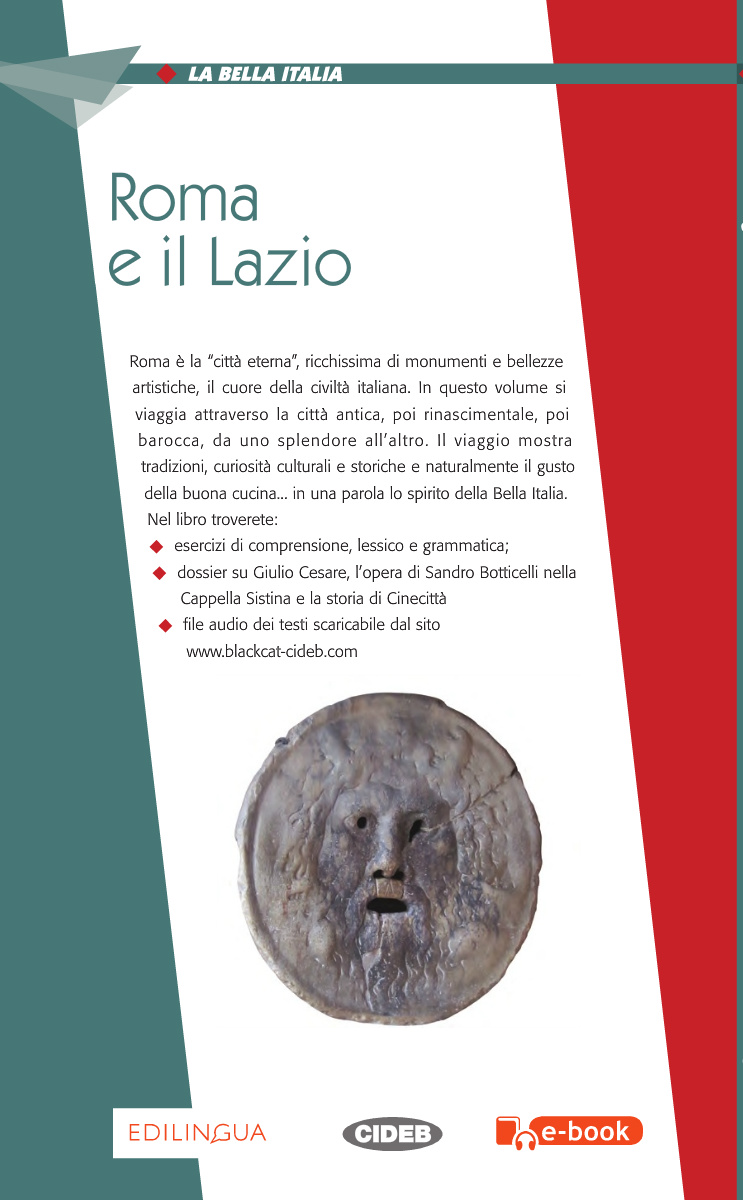 LA BELLA ITALIA
Roma
e il Lazio
Roma è la “città eterna”, ricchissima di monumenti e bellezze
artistiche, il cuore della civiltà italiana. In questo volume si
viaggia attraverso la città antica, poi rinascimentale, poi
barocca, da uno splendore all’altro. Il viaggio mostra
tradizioni, curiosità culturali e storiche e naturalmente il gusto
della buona cucina... in una parola lo spirito della Bella Italia.
Nel libro troverete:
esercizi di comprensione, lessico e grammatica;
dossier su Giulio Cesare, l’opera di Sandro Botticelli nella
Cappella Sistina e la storia di Cinecittà
file audio dei testi scaricabile dal sito
www.blackcat-cideb.com
EDILINGUA
CIDEB
e-book